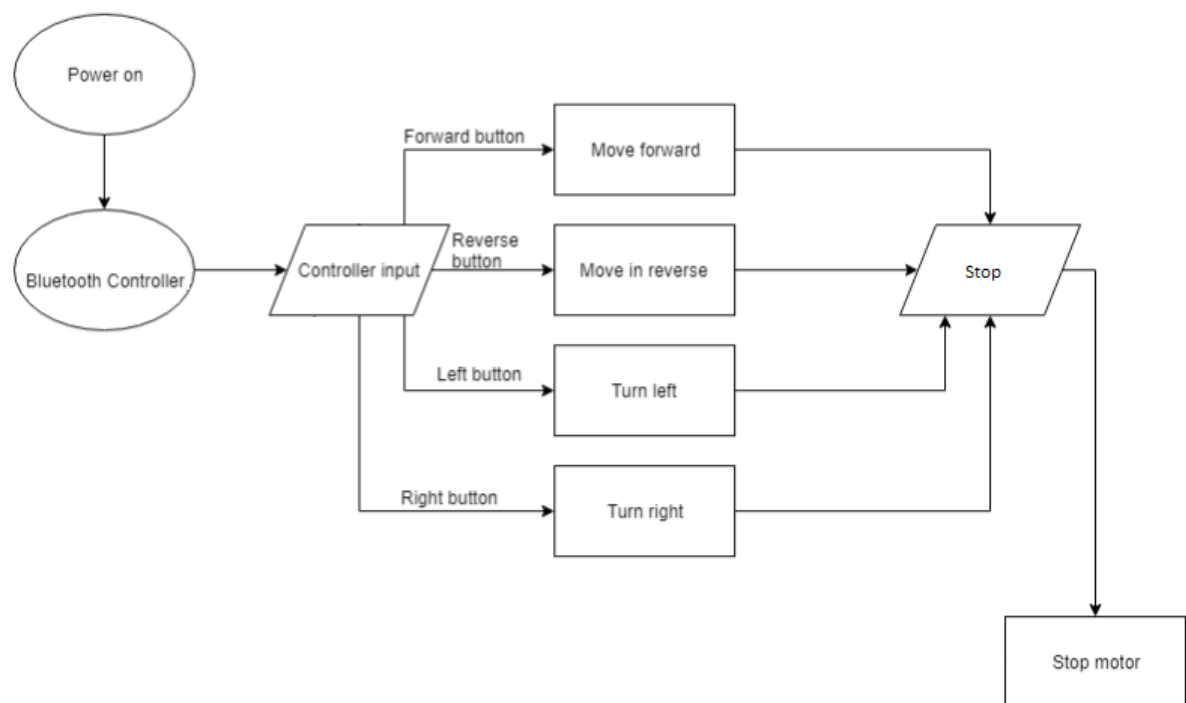 Power on
Bluetooth Controller
Controller input
Forward button
Move forward
Reverse
button
Move in reverse
Left button
Turn left
Right button
Turn right
Stop
Stop motor